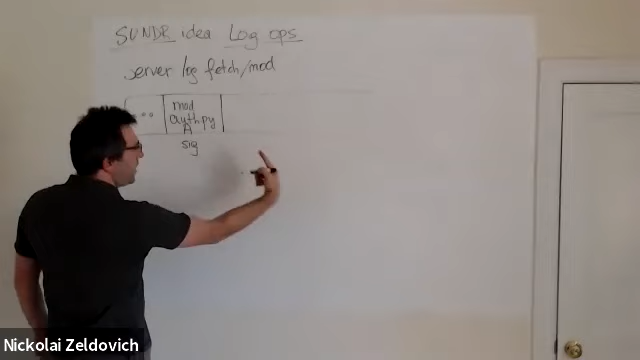 SUNDR idea Log ops
server log fetch/mod
... mod
auth.py
A
sig
Nickolai Zeldovich